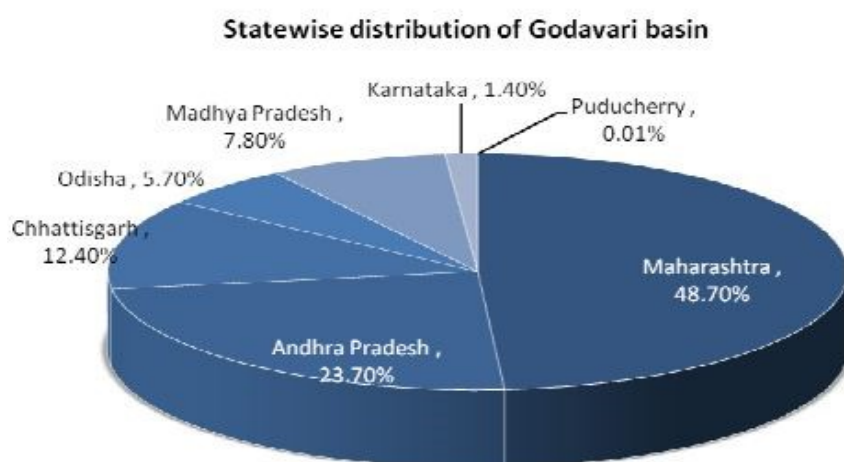 Statewise distribution of Godavari basin
Karnataka , 1.40%
Puducherry ,
0.01%
Madhya Pradesh ,
7.80%
Odisha , 5.70%
Chhattisgarh ,
12.40%
Maharashtra ,
48.70%
Andhra Pradesh ,
23.70%